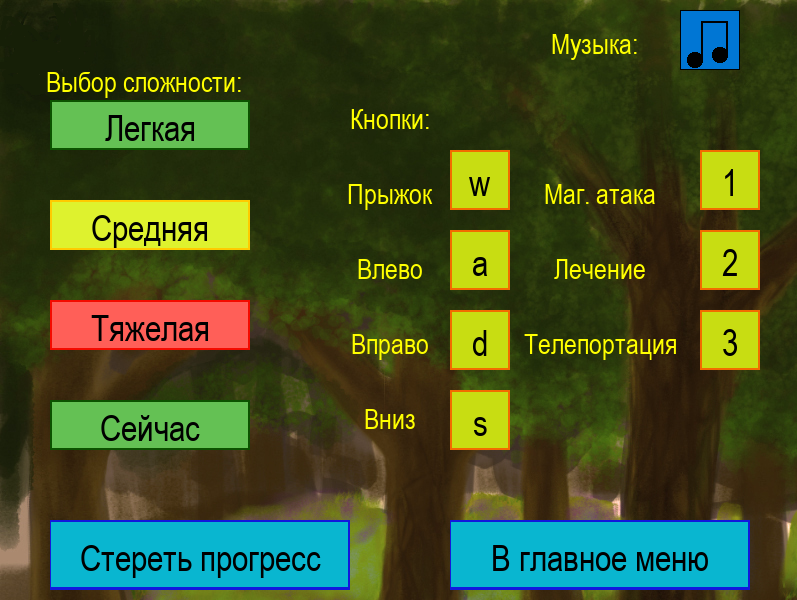 Музыка:
Выбор сложности:
Легкая
Средняя
Тяжелая
Сейчас
Кнопки:
Прыжок w
Влево a
Вправо d
Вниз s
Маг. атака 1
Лечение 2
Телепортация 3
Стереть прогресс
В главное меню